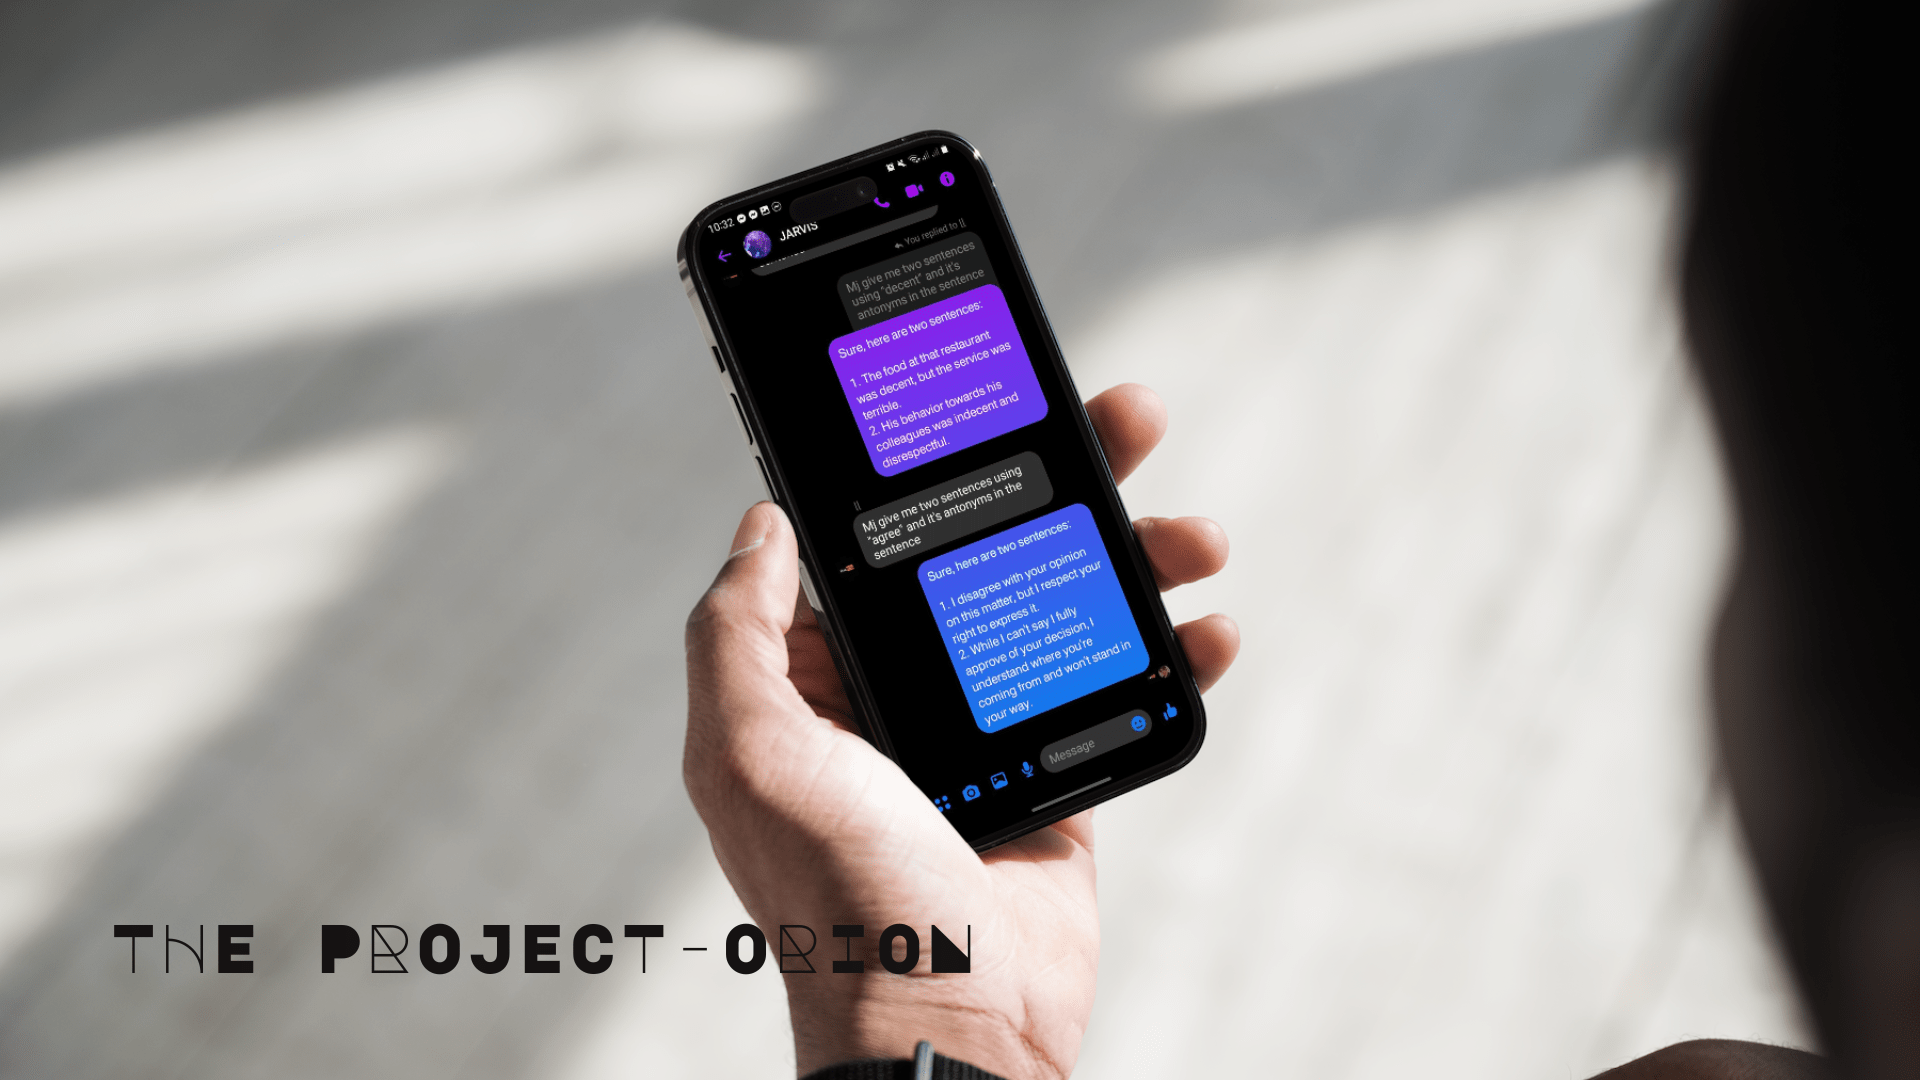 10:32
JARVIS
You replied to ||
Mj give me two sentences
using "decent" and it's
antonyms in the sentence
Sure, here are two sentences:
1. The food at that restaurant
was decent, but the service was
terrible.
2. His behavior towards his
colleagues was indecent and
disrespectful.
||
Mj give me two sentences using
"agree" and it's antonyms in the
sentence
Sure, here are two sentences:
1. I disagree with your opinion
on this matter, but I respect your
right to express it.
2. While I can't say I fully
approve of your decision, I
understand where you're
coming from and won't stand in
your way.
Message
THE PROJECT-ORION